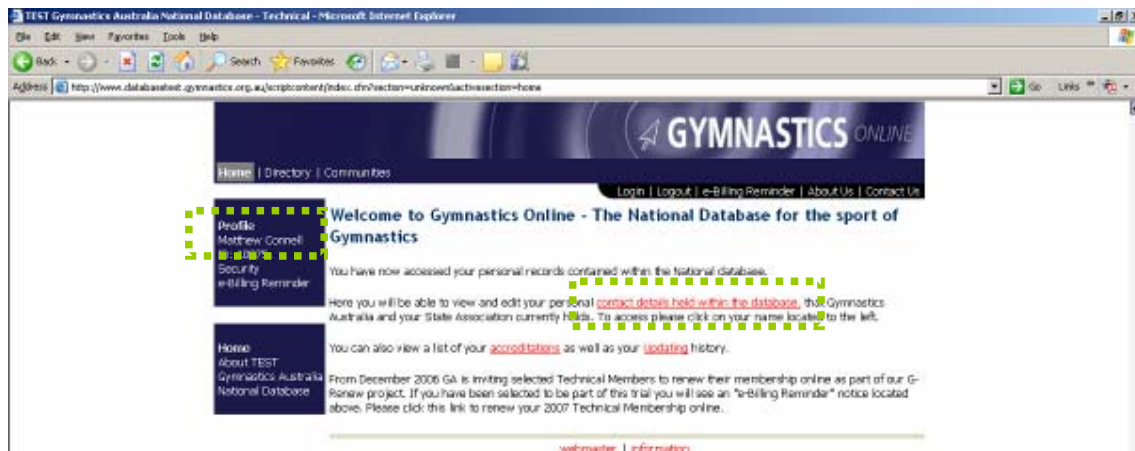 TEST Gymnastics Australia National Database - Technical - Microsoft Internet Explorer
File Edit View Favorites Tools Help
Back Search Favorites
Address http://www.databasetest.gymnastics.org.au/scriptcontent/index.cfm?section=unknown&activesection=home Go Links
GYMNASTICS ONLINE
Home | Directory | Communities
Login | Logout | e-Billing Reminder | About Us | Contact Us
Profile
Matthew Connell
Security
e-Billing Reminder
Home
About TEST
Gymnastics Australia
National Database
Welcome to Gymnastics Online - The National Database for the sport of
Gymnastics
You have now accessed your personal records contained within the National database.
Here you will be able to view and edit your personal contact details held within the database, that Gymnastics
Australia and your State Association currently holds. To access please click on your name located to the left.
You can also view a list of your accreditations as well as your updating history.
From December 2006 GA is inviting selected Technical Members to renew their membership online as part of our G-
Renew project. If you have been selected to be part of this trial you will see an "e-Billing Reminder" notice located
above. Please click this link to renew your 2007 Technical Membership online.
webmaster | information